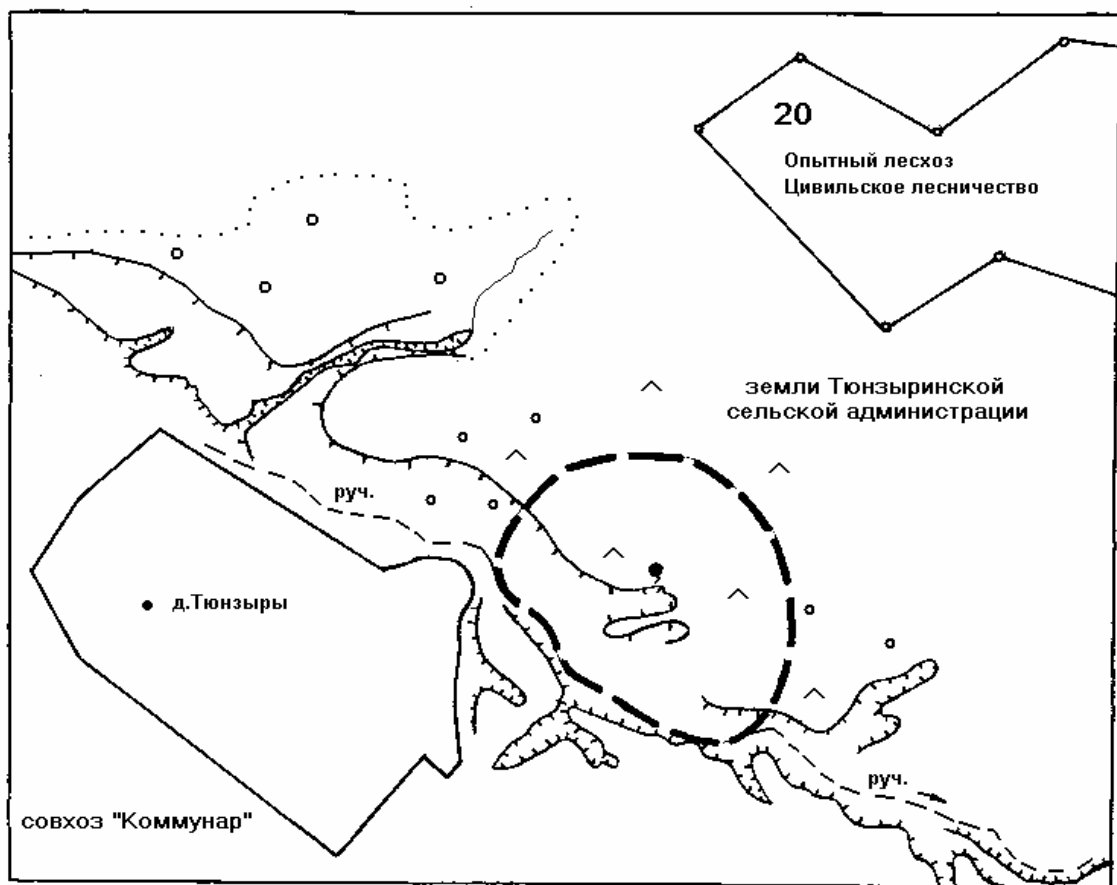 20
Опытный лесхоз
Цивильское лесничество
земли Тюнзыринской
сельской администрации
руч.
д.Тюнзыры
руч.
совхоз "Коммунар"